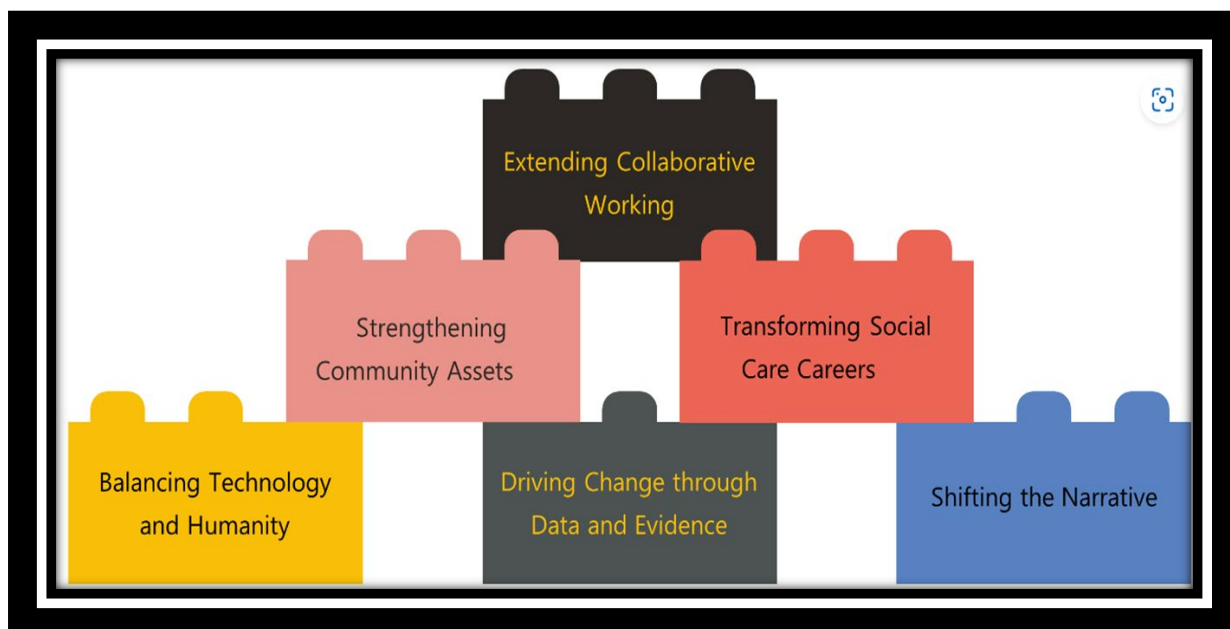 Extending Collaborative
Working
Strengthening
Community Assets
Transforming Social
Care Careers
Balancing Technology
and Humanity
Driving Change through
Data and Evidence
Shifting the Narrative